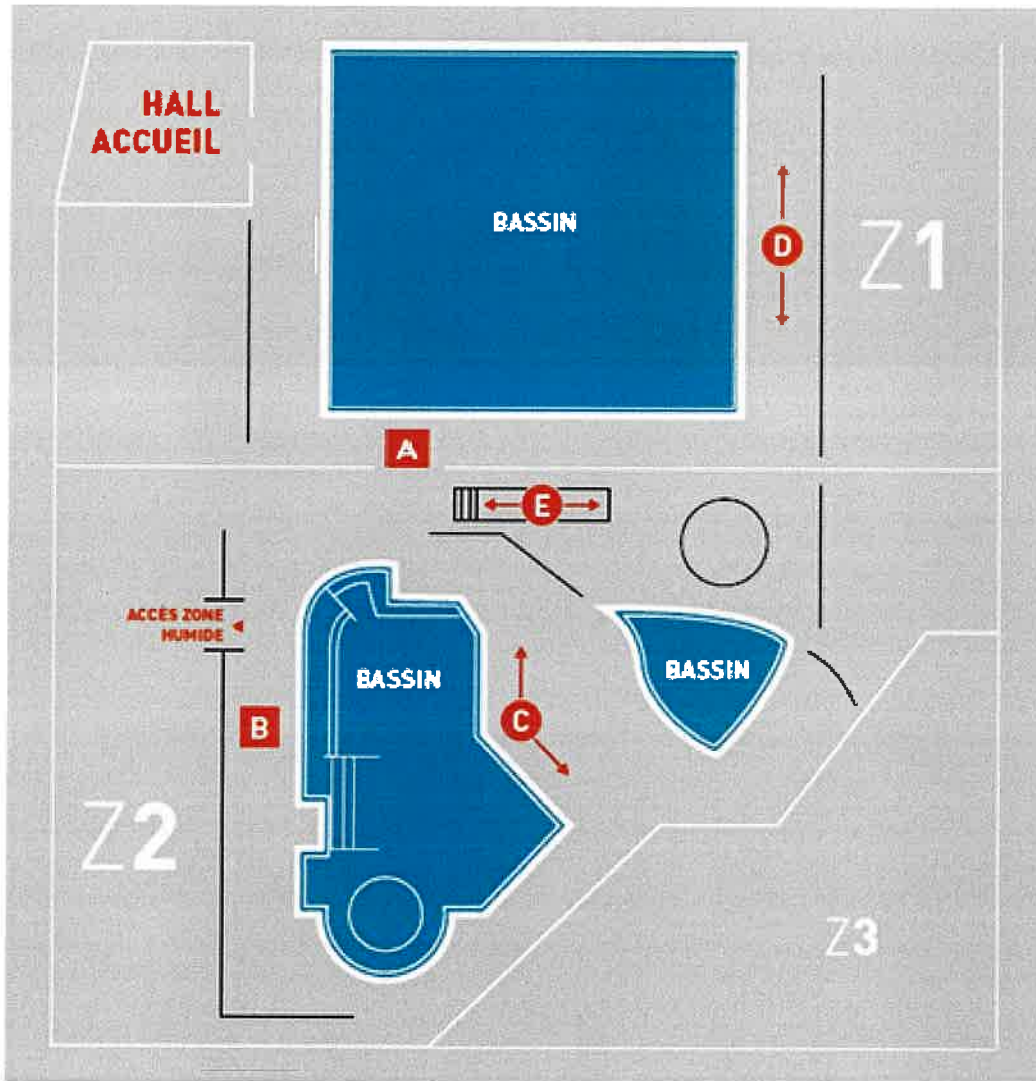 HALL
ACCUEIL
BASSIN
D
Z1
A
E
ACCÈS ZONE
HUMIDE
BASSIN
BASSIN
B
C
Z2
Z3